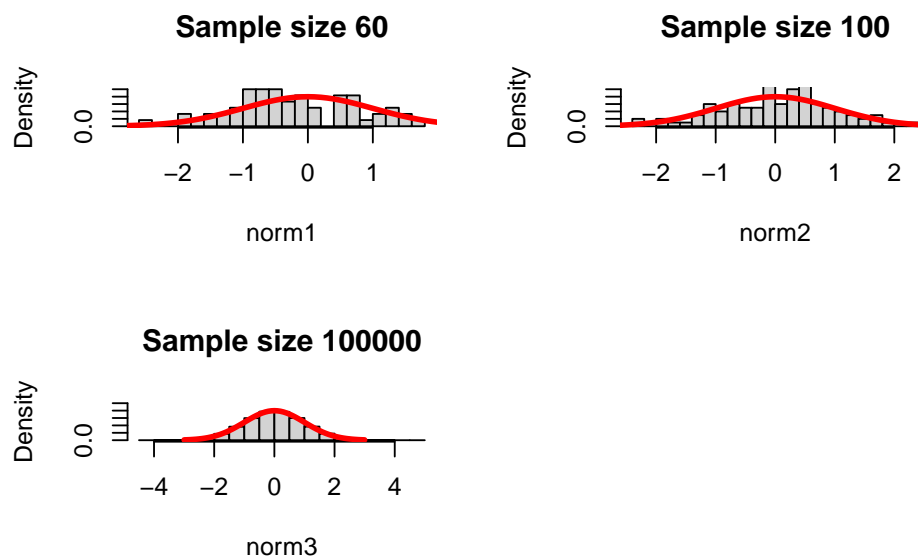 Sample size 60
Density
0.0
−2 −1 0 1
norm1
Sample size 100
Density
0.0
−2 −1 0 1 2
norm2
Sample size 100000
Density
0.0
−4 −2 0 2 4
norm3